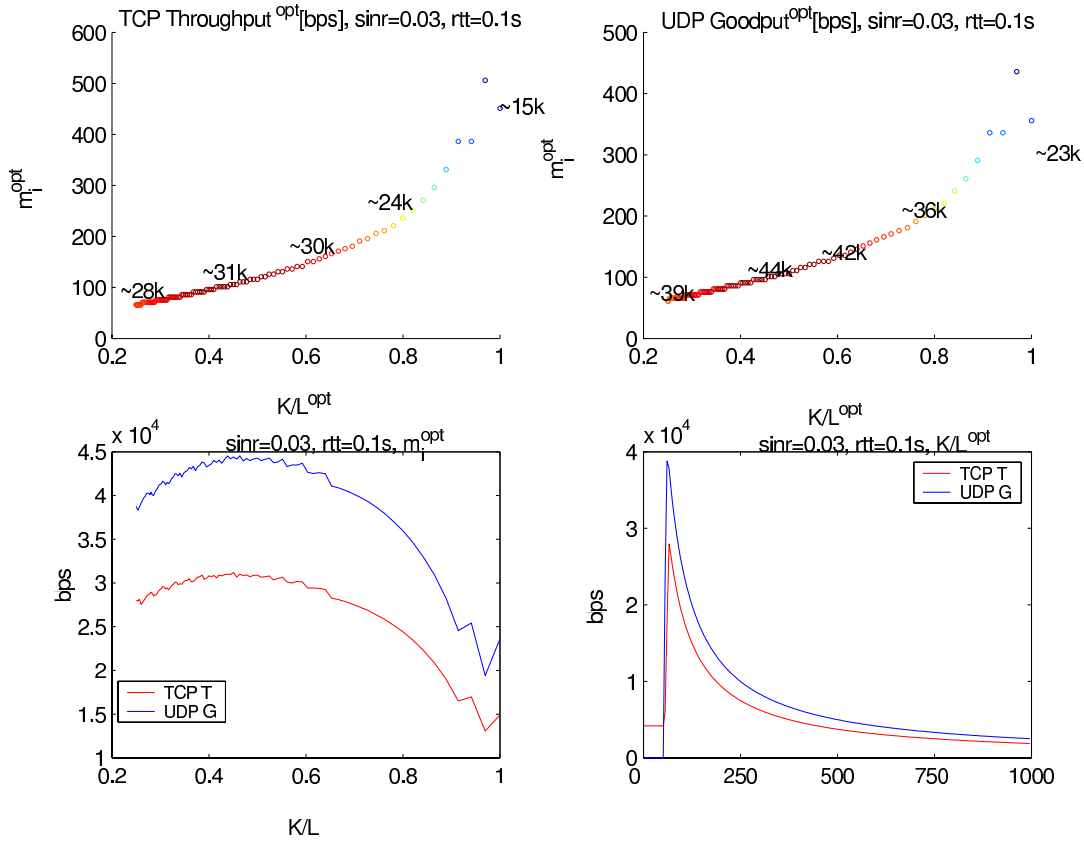 TCP Throughput opt[bps], sinr=0.03, rtt=0.1s
600
500
400
300
200
100
0
m_i^opt
~15k
~24k
~30k
~31k
~28k
0.2 0.4 0.6 0.8 1
K/L^opt
UDP Goodput opt[bps], sinr=0.03, rtt=0.1s
500
400
300
200
100
0
m_i^opt
~23k
~36k
~42k
~44k
~39k
0.2 0.4 0.6 0.8 1
K/L^opt
x 10^4
sinr=0.03, rtt=0.1s, m_i^opt
4.5
4
3.5
3
2.5
2
1.5
1
bps
TCP T
UDP G
0.2 0.4 0.6 0.8 1
K/L
x 10^4
sinr=0.03, rtt=0.1s, K/L^opt
4
3
2
1
0
bps
TCP T
UDP G
0 250 500 750 1000